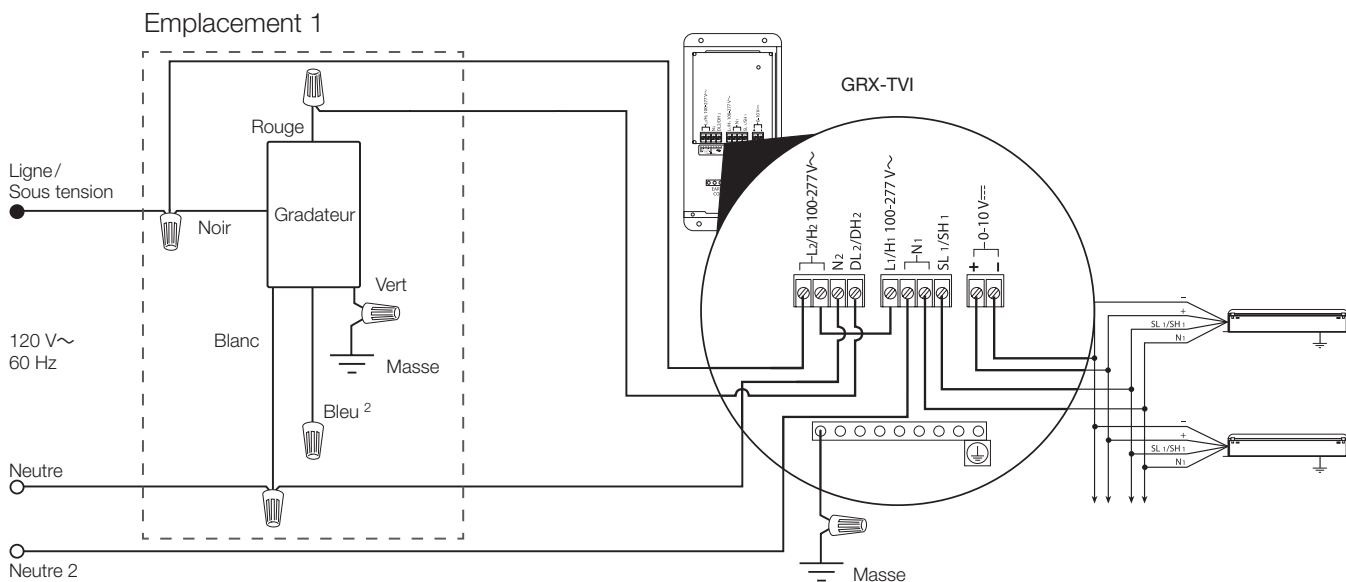 Emplacement 1
GRX-TVI
Rouge
Ligne/
Sous tension
Gradateur
Noir
Vert
Blanc
Masse
120 V~
60 Hz
Bleu 2
Neutre
Neutre 2
L2/H2 100-277 V~
N2
DL 2/DH2
L1/H1 100-277 V~
N1
SL 1/SH 1
0-10 V
+
–
–
+
SL 1/SH 1
N1
–
+
SL 1/SH 1
N1
Masse